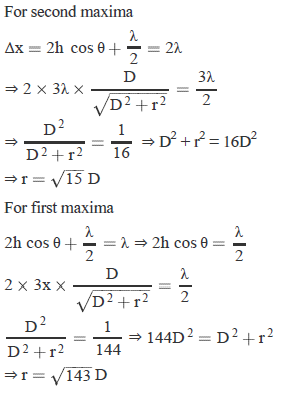 For second maxima
Δx = 2h cos θ + λ/2 = 2λ
⇒ 2 × 3λ × D/√(D² + r²) = 3λ/2
⇒ D²/(D² + r²) = 1/16 ⇒ D² + r² = 16D²
⇒ r = √15 D
For first maxima
2h cos θ + λ/2 = λ ⇒ 2h cos θ = λ/2
2 × 3x × D/√(D² + r²) = λ/2
D²/(D² + r²) = 1/144 ⇒ 144D² = D² + r²
⇒ r = √143 D